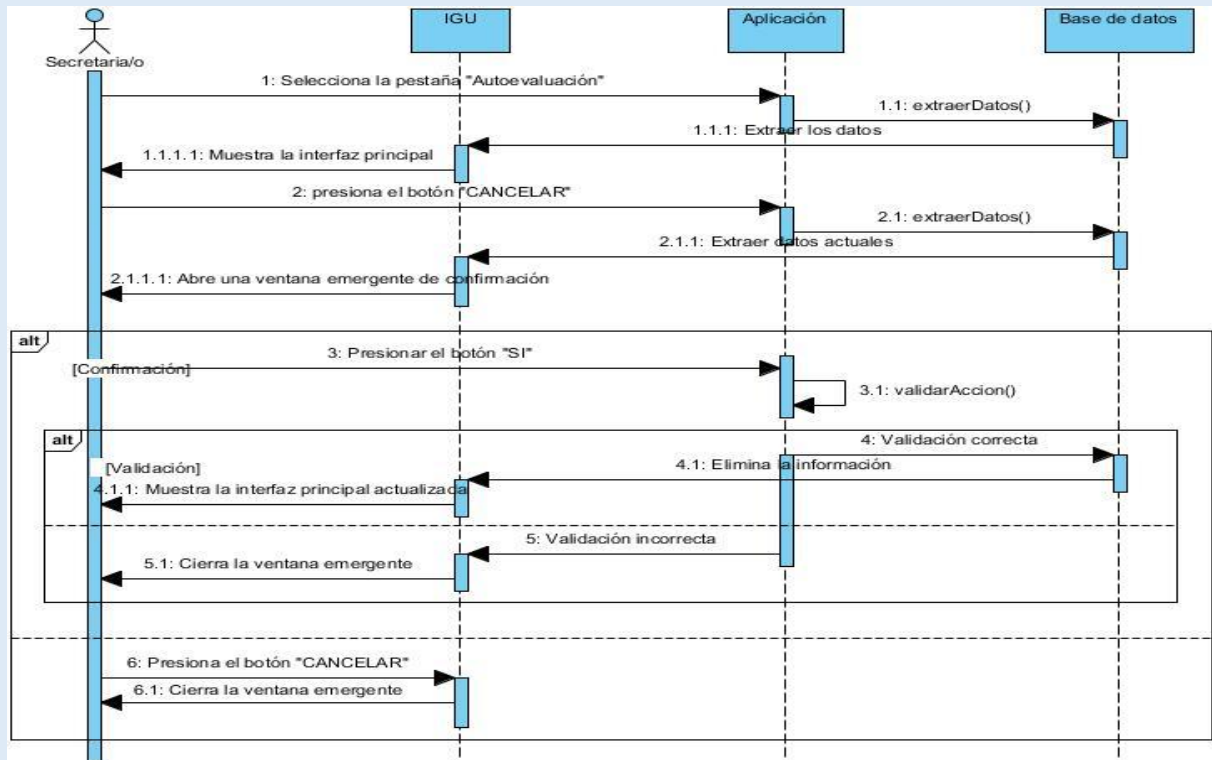 IGU
Aplicación
Base de datos
Secretaria/o
1: Selecciona la pestaña "Autoevaluación"
1.1: extraerDatos()
1.1.1: Extraer los datos
1.1.1.1: Muestra la interfaz principal
2: presiona el botón "CANCELAR"
2.1: extraerDatos()
2.1.1: Extraer datos actuales
2.1.1.1: Abre una ventana emergente de confirmación
alt
3: Presionar el botón "SI"
[Confirmación]
3.1: validarAccion()
alt
4: Validación correcta
[Validación]
4.1: Elimina la información
4.1.1: Muestra la interfaz principal actualizada
5: Validación incorrecta
5.1: Cierra la ventana emergente
6: Presiona el botón "CANCELAR"
6.1: Cierra la ventana emergente